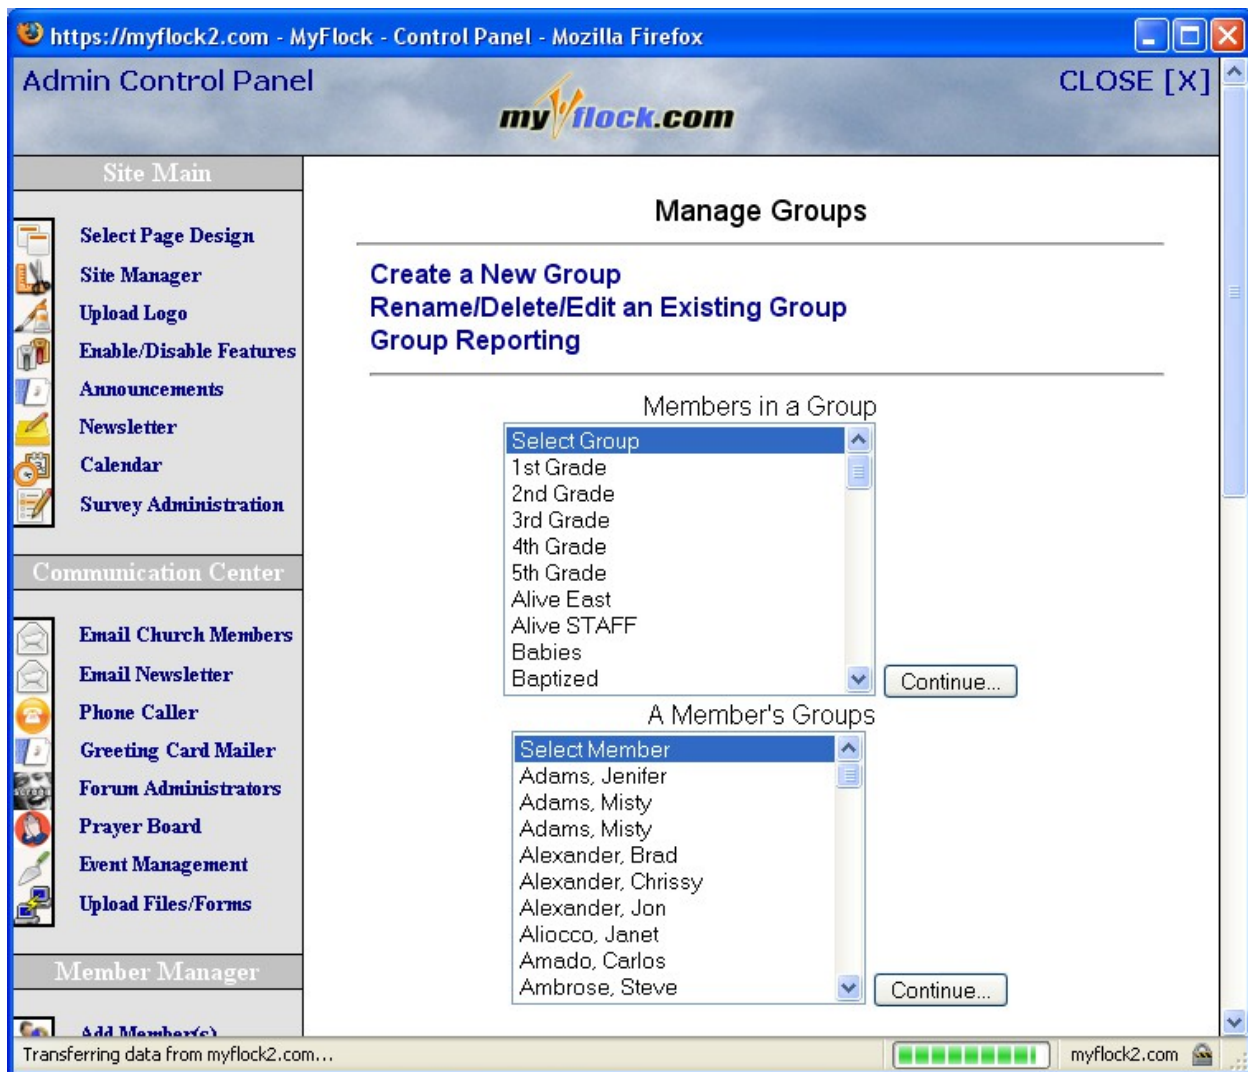 https://myflock2.com - MyFlock - Control Panel - Mozilla Firefox
Admin Control Panel
myflock.com
CLOSE [X]
Site Main
Select Page Design
Site Manager
Upload Logo
Enable/Disable Features
Announcements
Newsletter
Calendar
Survey Administration
Communication Center
Email Church Members
Email Newsletter
Phone Caller
Greeting Card Mailer
Forum Administrators
Prayer Board
Event Management
Upload Files/Forms
Member Manager
Add Member(s)
Manage Groups
Create a New Group
Rename/Delete/Edit an Existing Group
Group Reporting
Members in a Group
Select Group
1st Grade
2nd Grade
3rd Grade
4th Grade
5th Grade
Alive East
Alive STAFF
Babies
Baptized
Continue...
A Member's Groups
Select Member
Adams, Jenifer
Adams, Misty
Adams, Misty
Alexander, Brad
Alexander, Chrissy
Alexander, Jon
Aliocco, Janet
Amado, Carlos
Ambrose, Steve
Continue...
Transferring data from myflock2.com...
myflock2.com